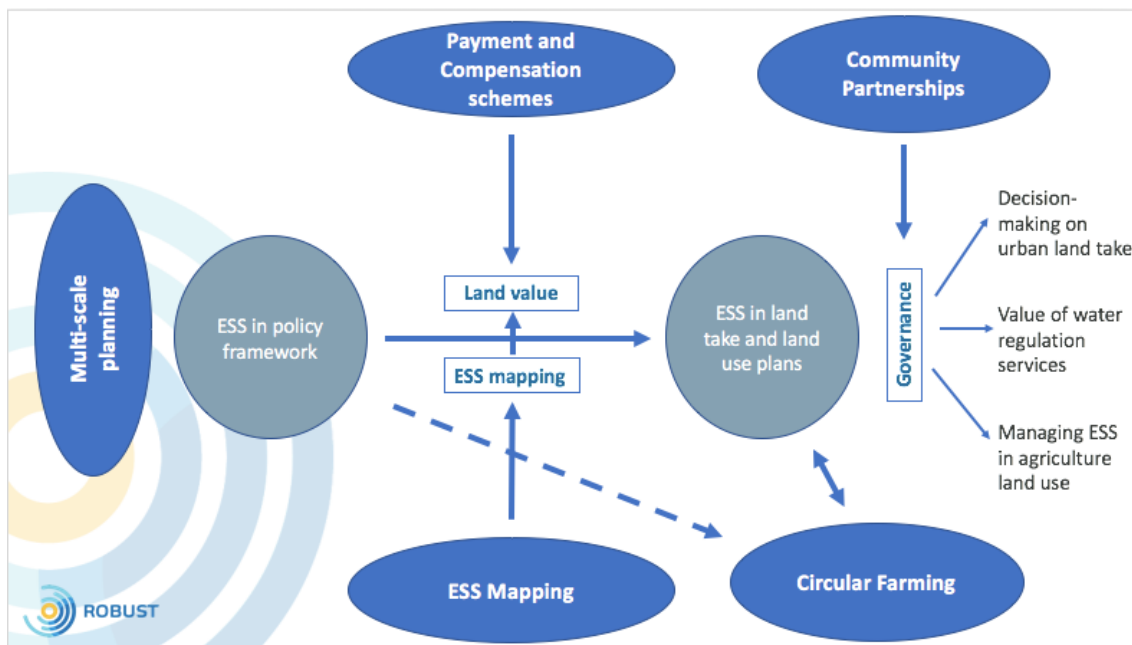 Payment and
Compensation
schemes
Community
Partnerships
Multi-scale
planning
ESS in policy
framework
Land value
ESS mapping
ESS in land
take and land
use plans
Governance
Decision-
making on
urban land take
Value of water
regulation
services
Managing ESS
in agriculture
land use
ESS Mapping
Circular Farming
ROBUST